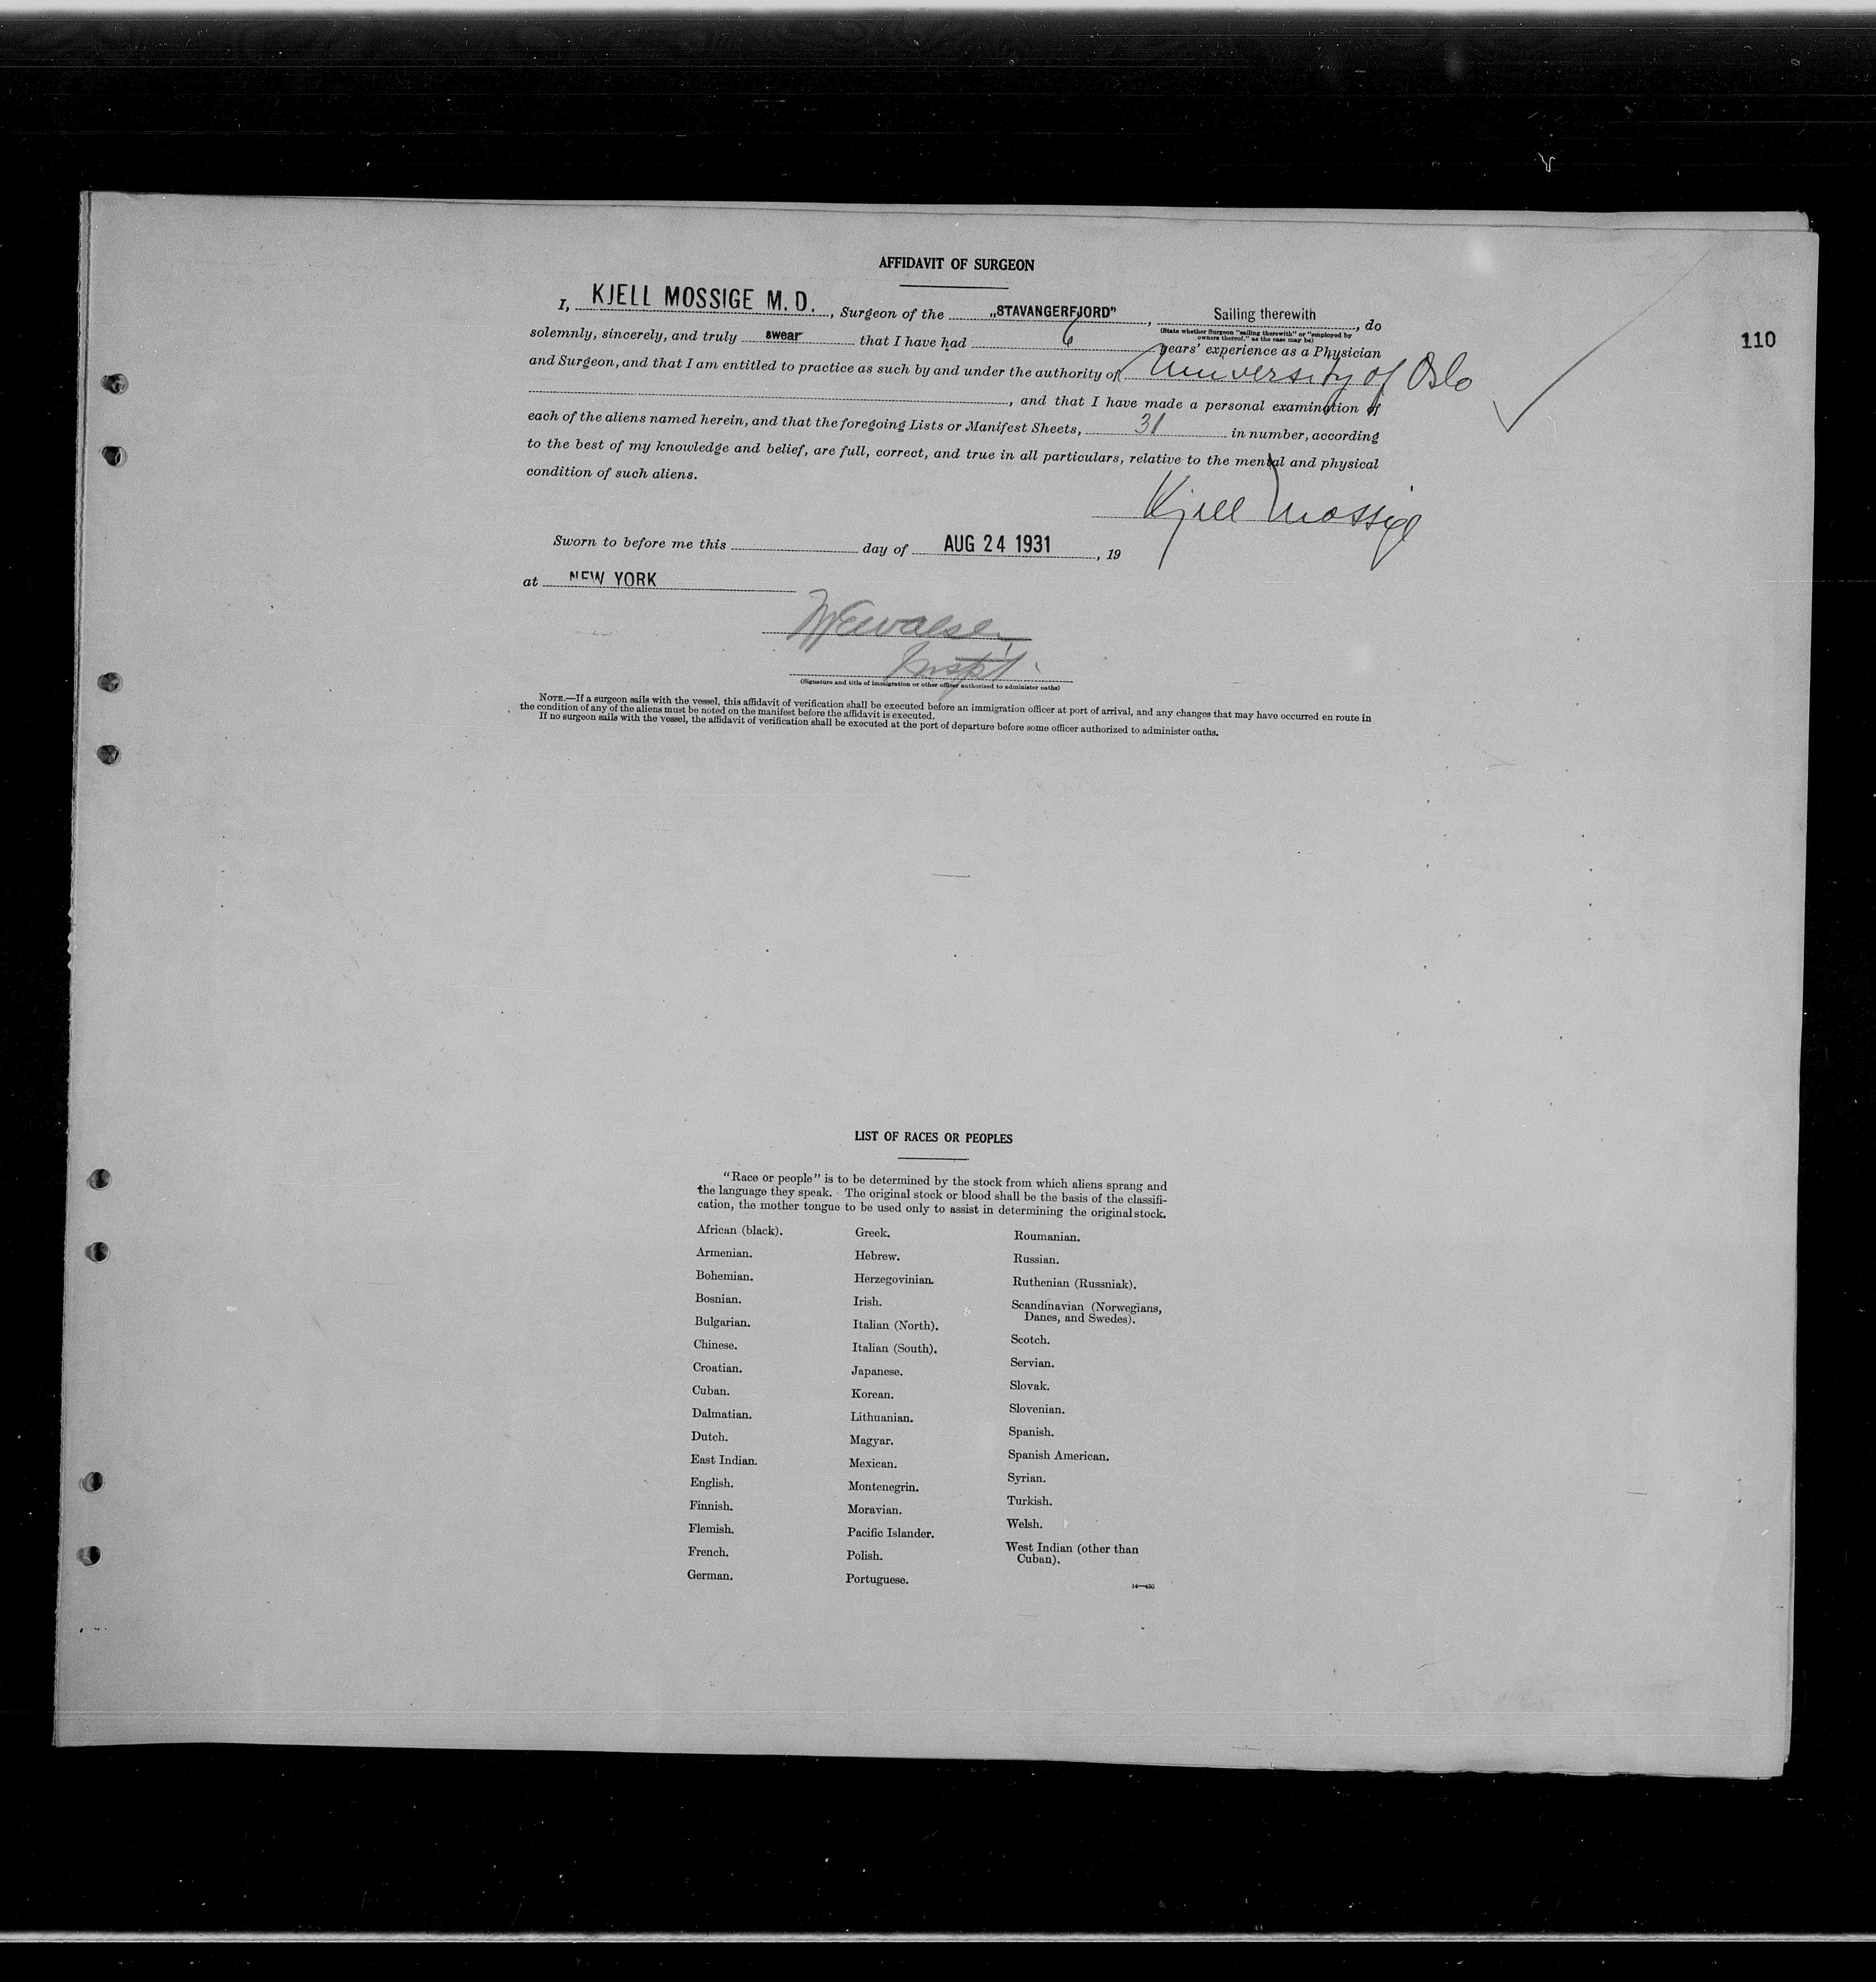 AFFIDAVIT OF SURGEON
110
I, KJELL MOSSIGE M. D., Surgeon of the „STAVANGERFJORD", Sailing therewith, do
(State whether Surgeon "sailing therewith" or "employed by
owners thereof," as the case may be)
solemnly, sincerely, and truly swear that I have had 6 years' experience as a Physician
and Surgeon, and that I am entitled to practice as such by and under the authority of University of Oslo
, and that I have made a personal examination of
each of the aliens named herein, and that the foregoing Lists or Manifest Sheets, 31 in number, according
to the best of my knowledge and belief, are full, correct, and true in all particulars, relative to the mental and physical
condition of such aliens.
Kjell Mossige
Sworn to before me this day of AUG 24 1931, 19
at NEW YORK
Inspt.
(Signature and title of immigration or other officer authorized to administer oaths)
NOTE.—If a surgeon sails with the vessel, this affidavit of verification shall be executed before an immigration officer at port of arrival, and any changes that may have occurred en route in
the condition of any of the aliens must be noted on the manifest before the affidavit is executed.
If no surgeon sails with the vessel, the affidavit of verification shall be executed at the port of departure before some officer authorized to administer oaths.
LIST OF RACES OR PEOPLES
"Race or people" is to be determined by the stock from which aliens sprang and
the language they speak. The original stock or blood shall be the basis of the classifi-
cation, the mother tongue to be used only to assist in determining the original stock.
African (black).
Armenian.
Bohemian.
Bosnian.
Bulgarian.
Chinese.
Croatian.
Cuban.
Dalmatian.
Dutch.
East Indian.
English.
Finnish.
Flemish.
French.
German.
Greek.
Hebrew.
Herzegovinian.
Irish.
Italian (North).
Italian (South).
Japanese.
Korean.
Lithuanian.
Magyar.
Mexican.
Montenegrin.
Moravian.
Pacific Islander.
Polish.
Portuguese.
Roumanian.
Russian.
Ruthenian (Russniak).
Scandinavian (Norwegians,
Danes, and Swedes).
Scotch.
Servian.
Slovak.
Slovenian.
Spanish.
Spanish American.
Syrian.
Turkish.
Welsh.
West Indian (other than
Cuban).